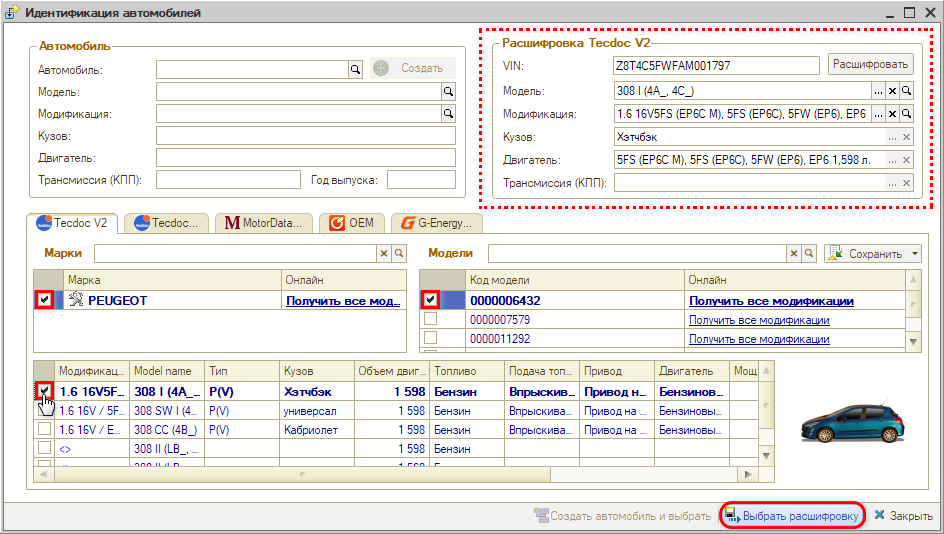 Идентификация автомобилей
Автомобиль
Автомобиль:
Создать
Модель:
Модификация:
Кузов:
Двигатель:
Трансмиссия (КПП):
Год выпуска:
Расшифровка Tecdoc V2
VIN: Z8T4C5FWFAM001797 Расшифровать
Модель: 308 I (4A_, 4C_) ...
Модификация: 1.6 16V5FS (EP6C M), 5FS (EP6C), 5FW (EP6), EP6 ...
Кузов: Хэтчбэк ...
Двигатель: 5FS (EP6C M), 5FS (EP6C), 5FW (EP6), EP6 1,598 л. ...
Трансмиссия (КПП): ...
Tecdoc V2 Tecdoc... MotorData... OEM G-Energy...
Марки
Марка Онлайн
PEUGEOT Получить все мод...
Модели Сохранить
Код модели Онлайн
0000006432 Получить все модификации
0000007579 Получить все модификации
0000011292 Получить все модификации
Модификац... Model name Тип Кузов Объем двиг... Топливо Подача топ... Привод Двигатель Мощ
1.6 16V5F... 308 I (4A_... P(V) Хэтчбэк 1 598 Бензин Впрыскив... Привод н... Бензинов...
1.6 16V / 5F... 308 SW I (4... P(V) универсал 1 598 Бензин Впрыскива... Привод на ... Бензиновы...
1.6 16V / E... 308 CC (4B_) P(V) Кабриолет 1 598 Бензин Впрыскива... Привод на ... Бензиновы...
<> 308 II (LB_, ... 1 598 Бензин
Создать автомобиль и выбрать Выбрать расшифровку Закрыть